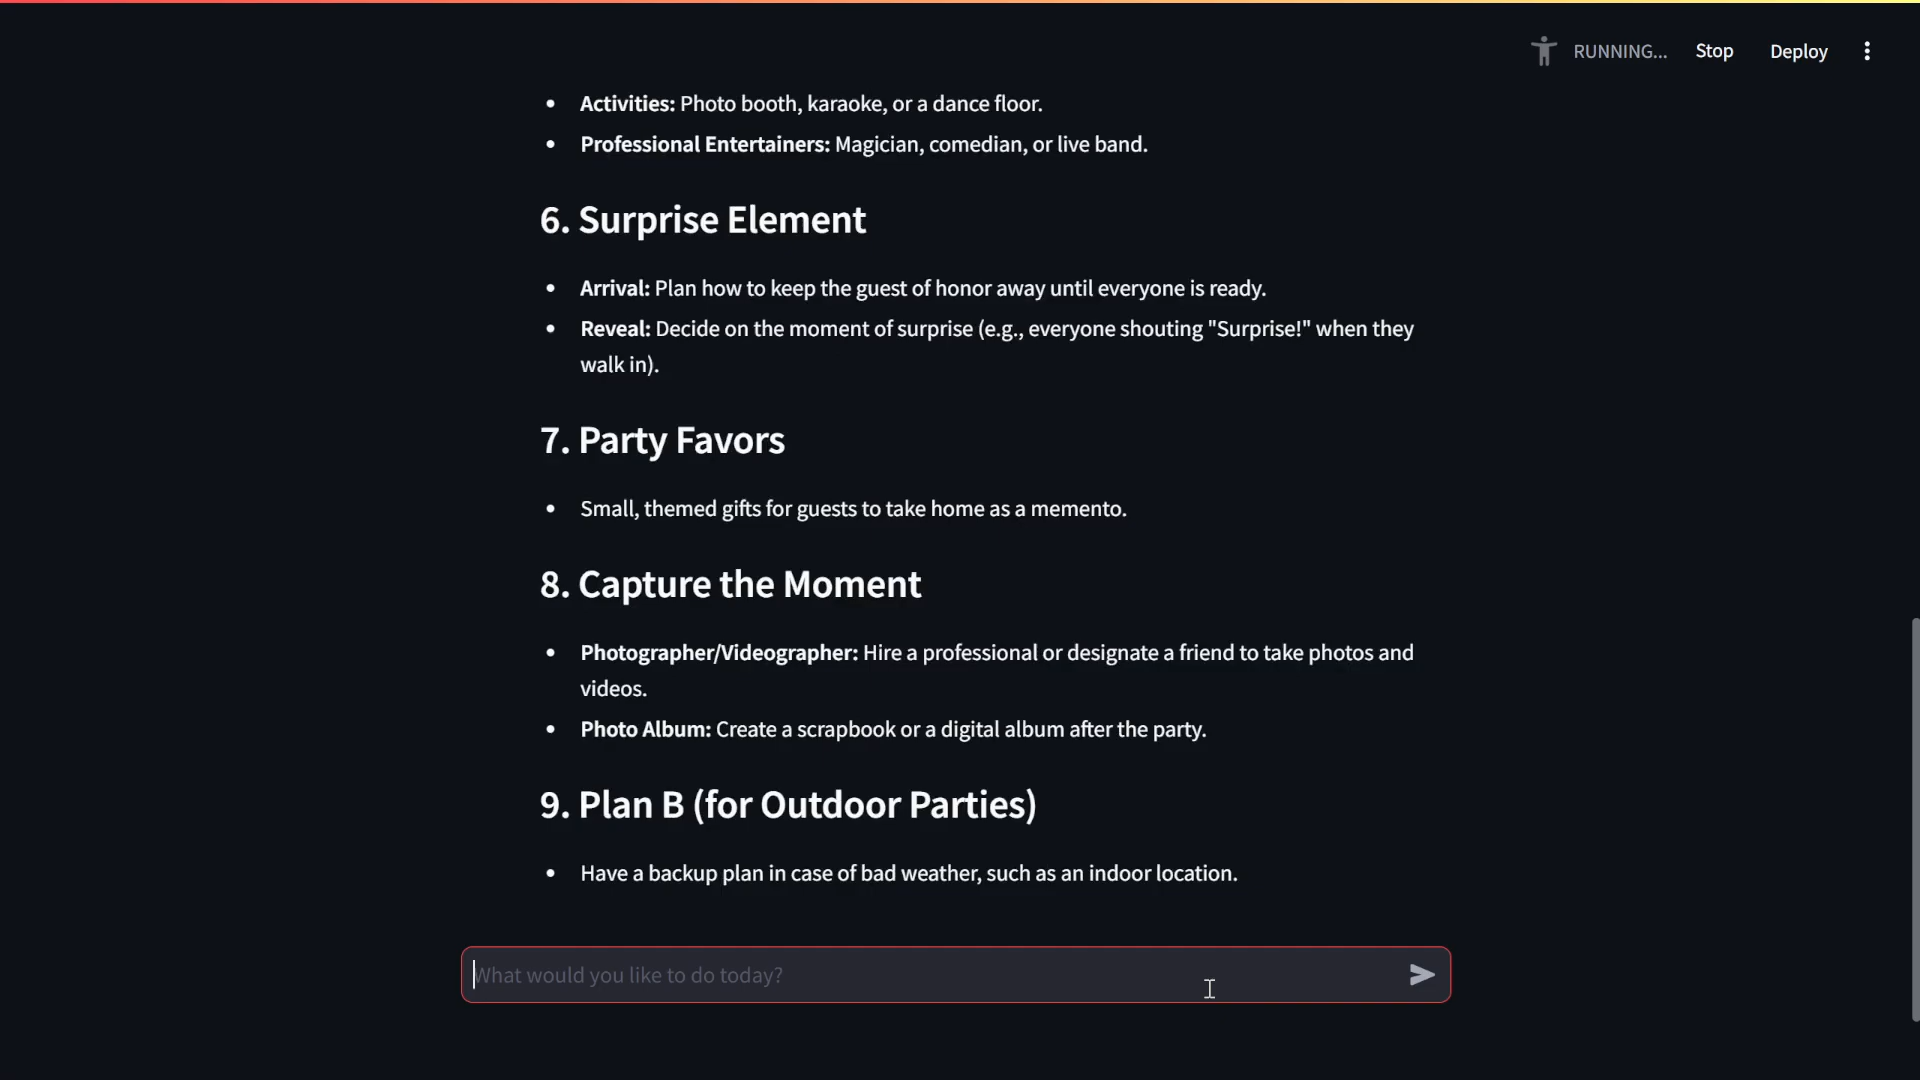 RUNNING...
Stop
Deploy
• Activities: Photo booth, karaoke, or a dance floor.
• Professional Entertainers: Magician, comedian, or live band.
6. Surprise Element
• Arrival: Plan how to keep the guest of honor away until everyone is ready.
• Reveal: Decide on the moment of surprise (e.g., everyone shouting "Surprise!" when they
walk in).
7. Party Favors
• Small, themed gifts for guests to take home as a memento.
8. Capture the Moment
• Photographer/Videographer: Hire a professional or designate a friend to take photos and
videos.
• Photo Album: Create a scrapbook or a digital album after the party.
9. Plan B (for Outdoor Parties)
• Have a backup plan in case of bad weather, such as an indoor location.
What would you like to do today?